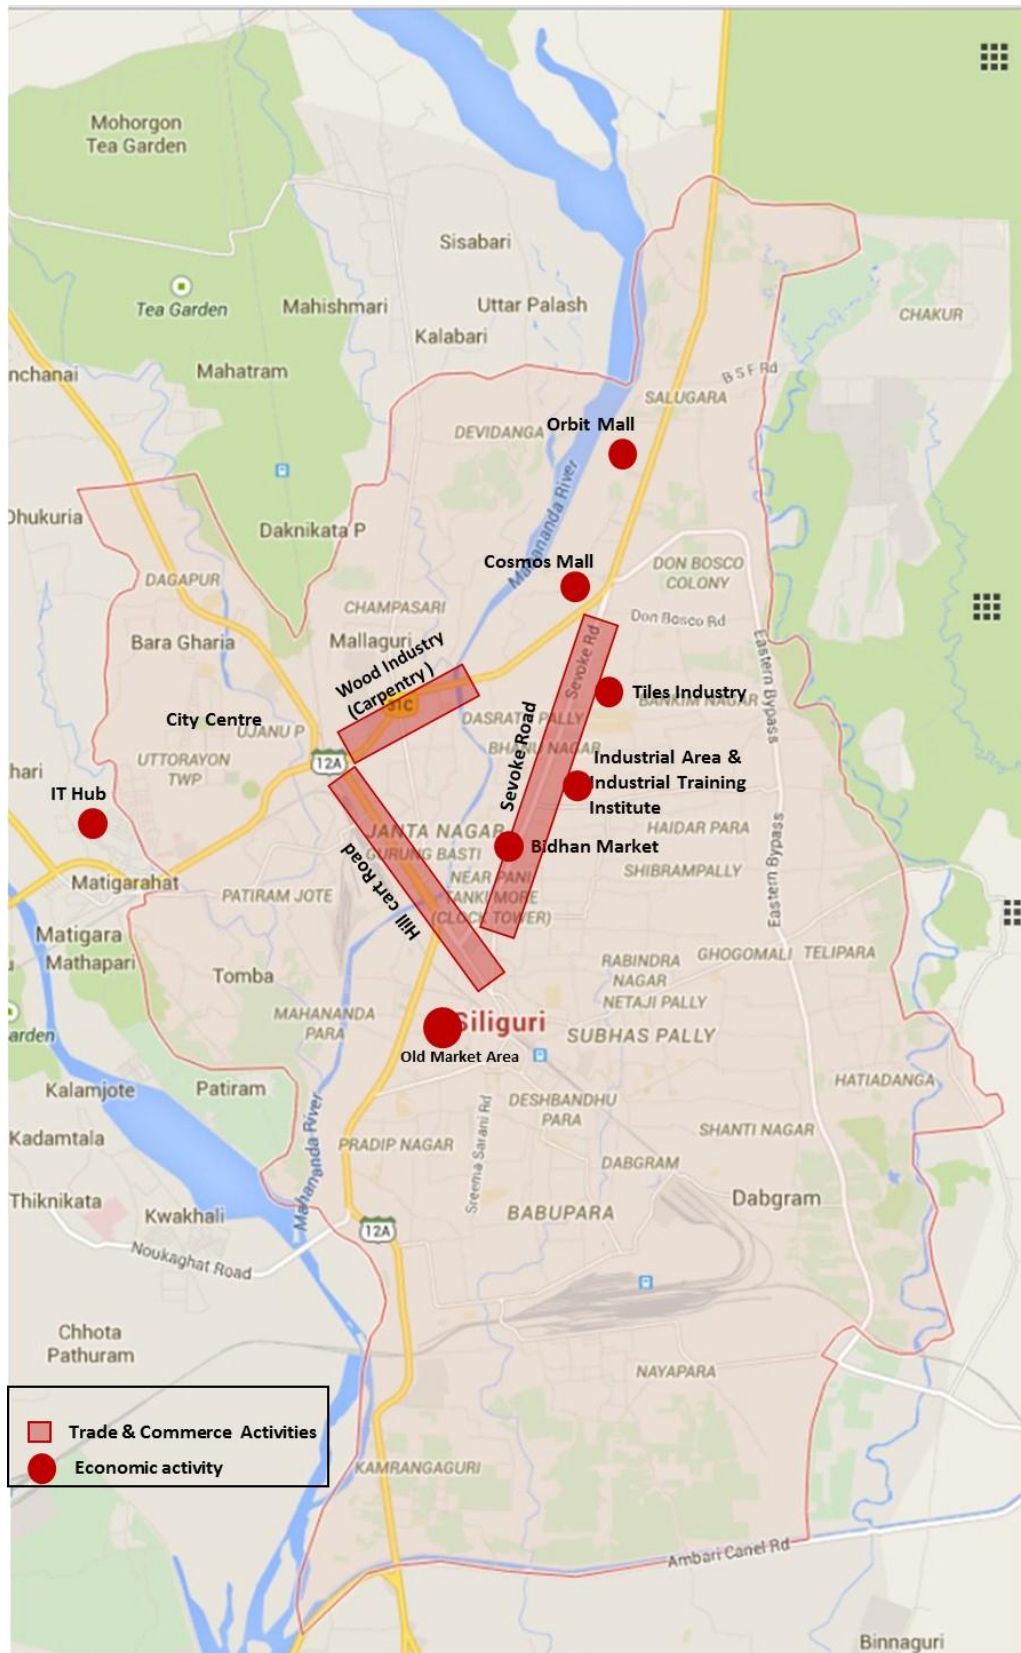 Mohorgon
Tea Garden
Sisabari
Tea Garden
Mahishmari
Uttar Palash
CHAKUR
Kalabari
nchanai
Mahatram
B S F Rd
SALUGARA
Orbit Mall
DEVIDANGA
Mahananda River
Dhukuria
Daknikata P
Cosmos Mall
DON BOSCO
COLONY
DAGAPUR
CHAMPASARI
Don Bosco Rd
Bara Gharia
Mallaguri
Wood Industry
(Carpentry )
Sevoke Rd
Eastern Bypass
Tiles Industry
BANKIM NAGAR
31C
City Centre
UJANU P
DASRATH PALLY
BHANU NAGAR
Sevoke Road
12A
UTTORAYON
TWP
Industrial Area &
Industrial Training
Institute
hari
IT Hub
JANTA NAGAR
HAIDAR PARA
GURUNG BASTI
Bidhan Market
Eastern Bypass
Matigarahat
PATIRAM JOTE
Hill cart Road
NEAR PANI
TANKI MORE
(CLOCK TOWER)
SHIBRAMPALLY
Matigara
Mathapari
Tomba
RABINDRA
NAGAR
GHOGOMALI
TELIPARA
NETAJI PALLY
MAHANANDA
PARA
Siliguri
SUBHAS PALLY
arden
Old Market Area
Kalamjote
Patiram
HATIADANGA
DESHBANDHU
PARA
Kadamtala
Mahananda River
PRADIP NAGAR
Sreema Sarani Rd
SHANTI NAGAR
DABGRAM
Thiknikata
Kwakhali
BABUPARA
Dabgram
12A
Noukaghat Road
Chhota
Pathuram
NAYAPARA
Trade & Commerce Activities
Economic activity
KAMRANGAGURI
Ambari Canel Rd
Binnaguri